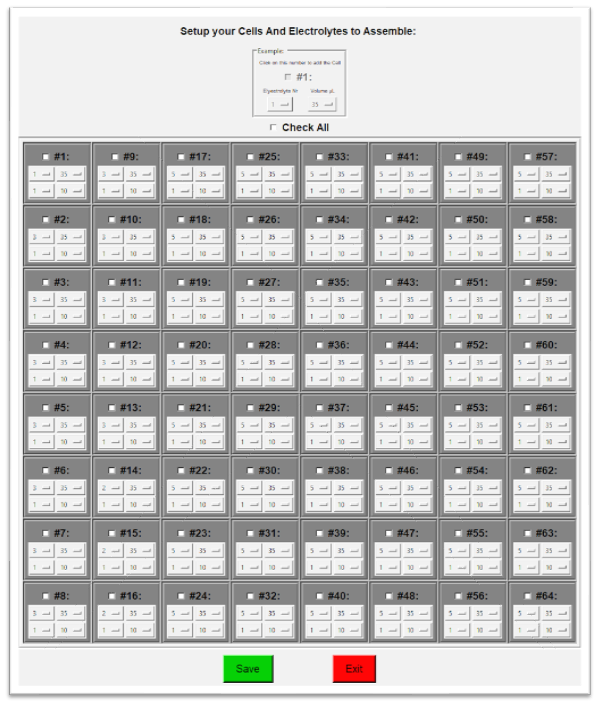 Setup your Cells And Electrolytes to Assemble:
Example:
Click on this number to add the Cell
#1:
Elyectrolyte Nr Volume µL
1 35
Check All
#1: #9: #17: #25: #33: #41: #49: #57:
1 35 3 35 5 35 5 35 5 35 5 35 5 35 5 35
1 10 1 10 1 10 1 10 1 10 1 10 1 10 1 10
#2: #10: #18: #26: #34: #42: #50: #58:
3 35 3 35 5 35 5 35 5 35 5 35 5 35 5 35
1 10 1 10 1 10 1 10 1 10 1 10 1 10 1 10
#3: #11: #19: #27: #35: #43: #51: #59:
3 35 3 35 5 35 5 35 5 35 5 35 5 35 5 35
1 10 1 10 1 10 1 10 1 10 1 10 1 10 1 10
#4: #12: #20: #28: #36: #44: #52: #60:
3 35 3 35 5 35 5 35 5 35 5 35 5 35 5 35
1 10 1 10 1 10 1 10 1 10 1 10 1 10 1 10
#5: #13: #21: #29: #37: #45: #53: #61:
3 35 3 35 5 35 5 35 5 35 5 35 5 35 5 35
1 10 1 10 1 10 1 10 1 10 1 10 1 10 1 10
#6: #14: #22: #30: #38: #46: #54: #62:
3 35 2 35 5 35 5 35 5 35 5 35 5 35 5 35
1 10 1 10 1 10 1 10 1 10 1 10 1 10 1 10
#7: #15: #23: #31: #39: #47: #55: #63:
3 35 2 35 5 35 5 35 5 35 5 35 5 35 5 35
1 10 1 10 1 10 1 10 1 10 1 10 1 10 1 10
#8: #16: #24: #32: #40: #48: #56: #64:
5 35 2 35 5 35 5 35 5 35 5 35 5 35 5 35
1 10 1 10 1 10 1 10 1 10 1 10 1 10 1 10
Save Exit